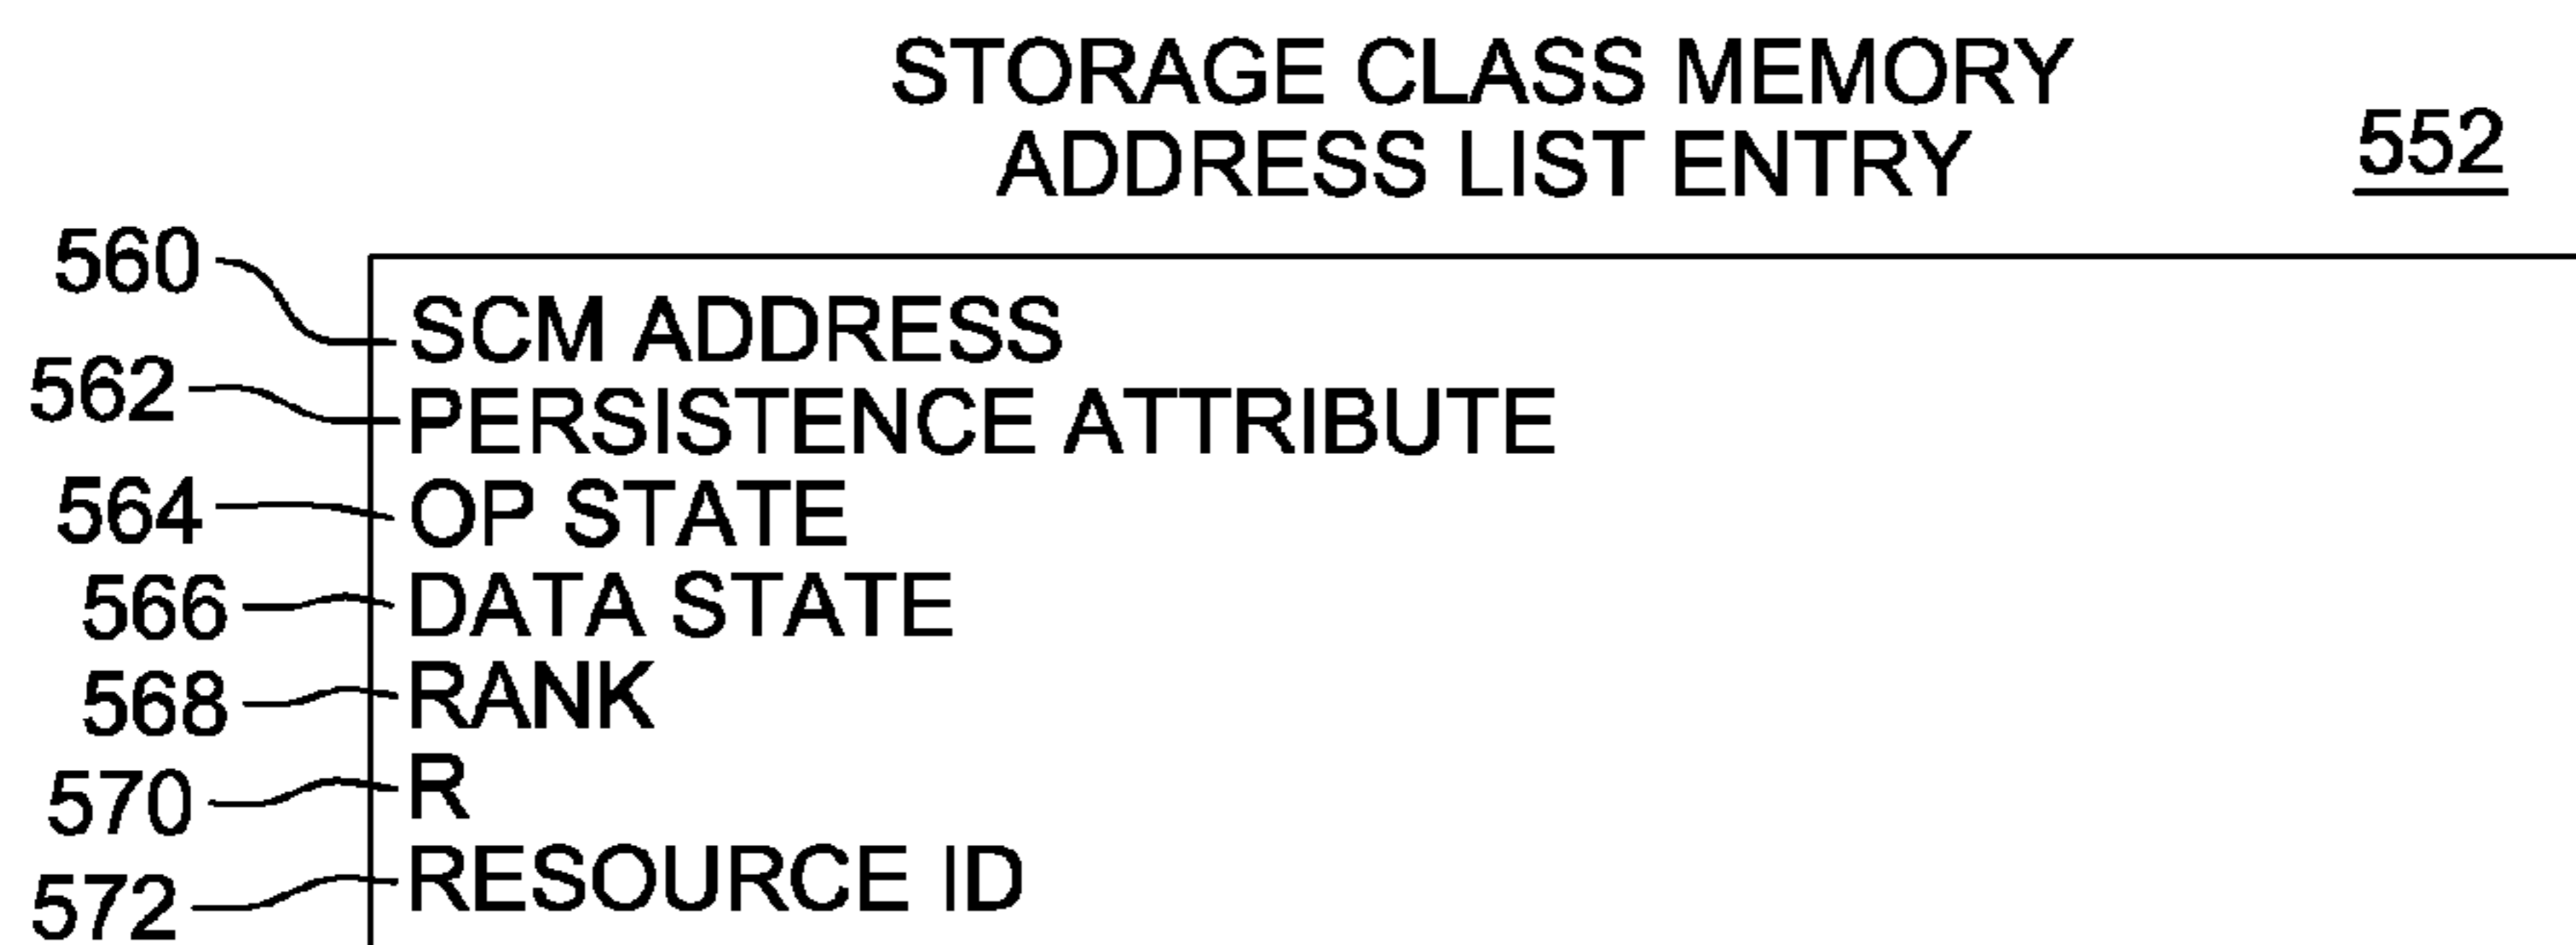 STORAGE CLASS MEMORY
ADDRESS LIST ENTRY
552
560 SCM ADDRESS
562 PERSISTENCE ATTRIBUTE
564 OP STATE
566 DATA STATE
568 RANK
570 R
572 RESOURCE ID